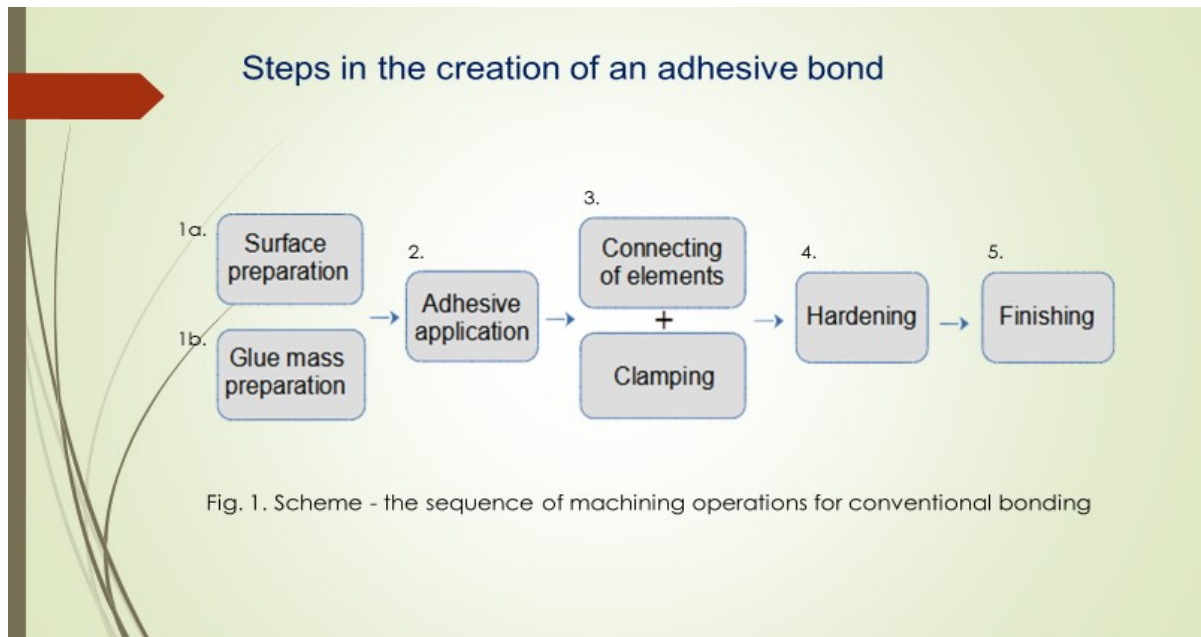 Steps in the creation of an adhesive bond
1a.
Surface
preparation
1b.
Glue mass
preparation
2.
Adhesive
application
3.
Connecting
of elements
+
Clamping
4.
Hardening
5.
Finishing
Fig. 1. Scheme - the sequence of machining operations for conventional bonding